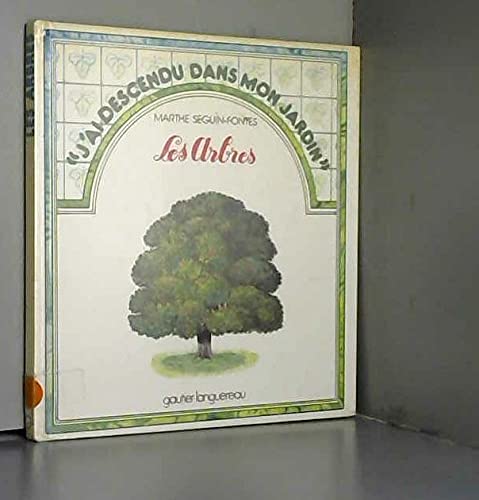 "J'AI DESCENDU DANS MON JARDIN"
MARTHE SEGUIN-FONTES
Les Arbres
gautier languereau